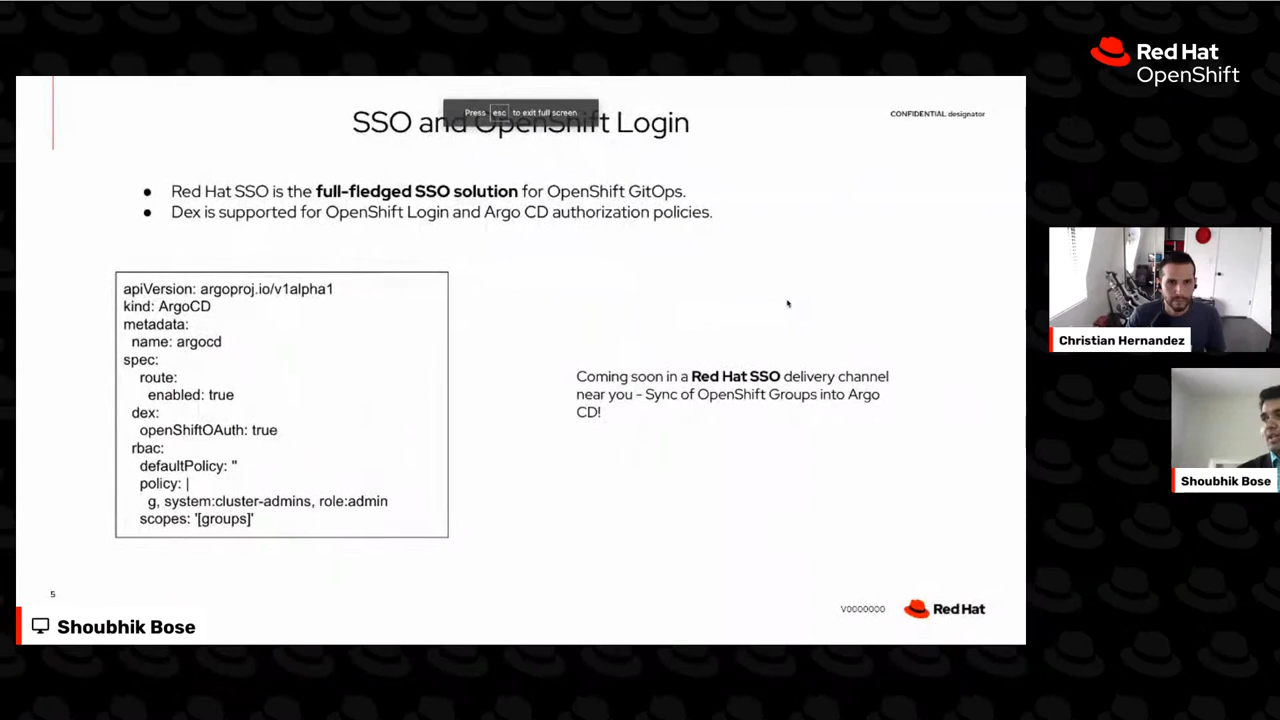 Red Hat
OpenShift
Press esc to exit full screen
SSO and OpenShift Login
CONFIDENTIAL designator
● Red Hat SSO is the full-fledged SSO solution for OpenShift GitOps.
● Dex is supported for OpenShift Login and Argo CD authorization policies.
apiVersion: argoproj.io/v1alpha1
kind: ArgoCD
metadata:
name: argocd
spec:
route:
enabled: true
dex:
openShiftOAuth: true
rbac:
defaultPolicy: ''
policy: |
g, system:cluster-admins, role:admin
scopes: '[groups]'
Coming soon in a Red Hat SSO delivery channel
near you - Sync of OpenShift Groups into Argo
CD!
Christian Hernandez
Shoubhik Bose
5
V0000000
Red Hat
Shoubhik Bose